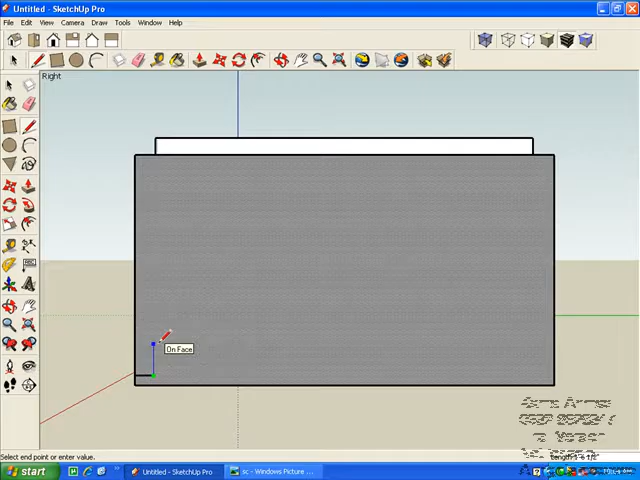 Untitled - SketchUp Pro
File Edit View Camera Draw Tools Window Help
Right
On Face
Select end point or enter value.
Length
start
Untitled - SketchUp Pro
sc - Windows Picture ...